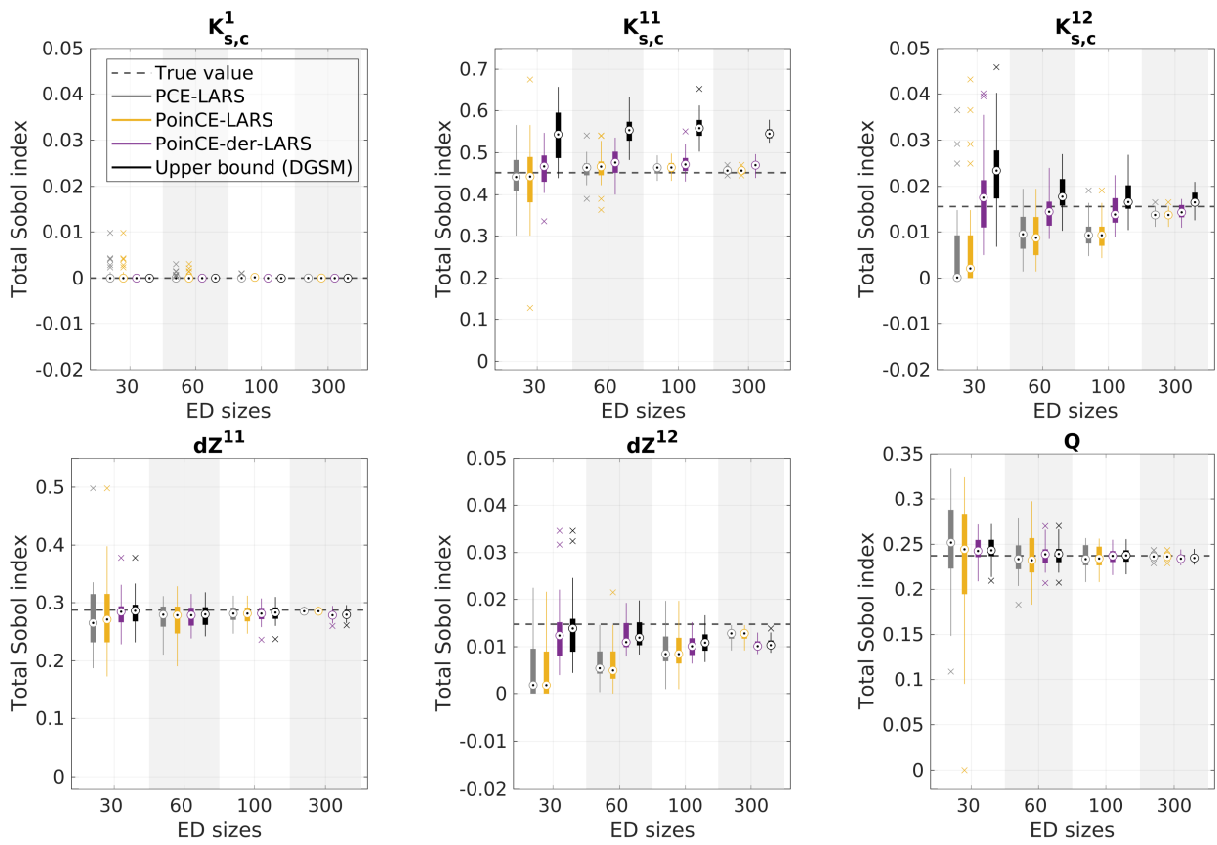 K¹s,c
0.05
0.04
0.03
0.02
0.01
0
-0.01
-0.02
Total Sobol index
True value
PCE-LARS
PoinCE-LARS
PoinCE-der-LARS
Upper bound (DGSM)
30 60 100 300
ED sizes
K¹¹s,c
0.7
0.6
0.5
0.4
0.3
0.2
0.1
0
Total Sobol index
30 60 100 300
ED sizes
K¹²s,c
0.05
0.04
0.03
0.02
0.01
0
-0.01
-0.02
Total Sobol index
30 60 100 300
ED sizes
dZ¹¹
0.5
0.4
0.3
0.2
0.1
0
Total Sobol index
30 60 100 300
ED sizes
dZ¹²
0.05
0.04
0.03
0.02
0.01
0
-0.01
-0.02
Total Sobol index
30 60 100 300
ED sizes
Q
0.35
0.3
0.25
0.2
0.15
0.1
0.05
0
Total Sobol index
30 60 100 300
ED sizes